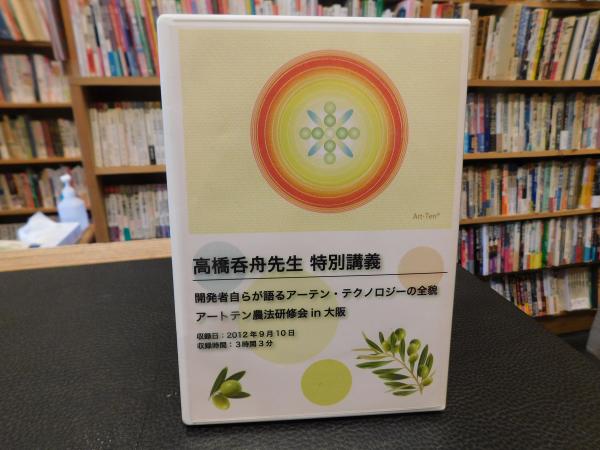 Art-Ten®
高橋呑舟先生 特別講義
開発者自らが語るアーテン・テクノロジーの全貌
アートテン農法研修会 in 大阪
収録日：2012年9月10日
収録時間：3時間3分